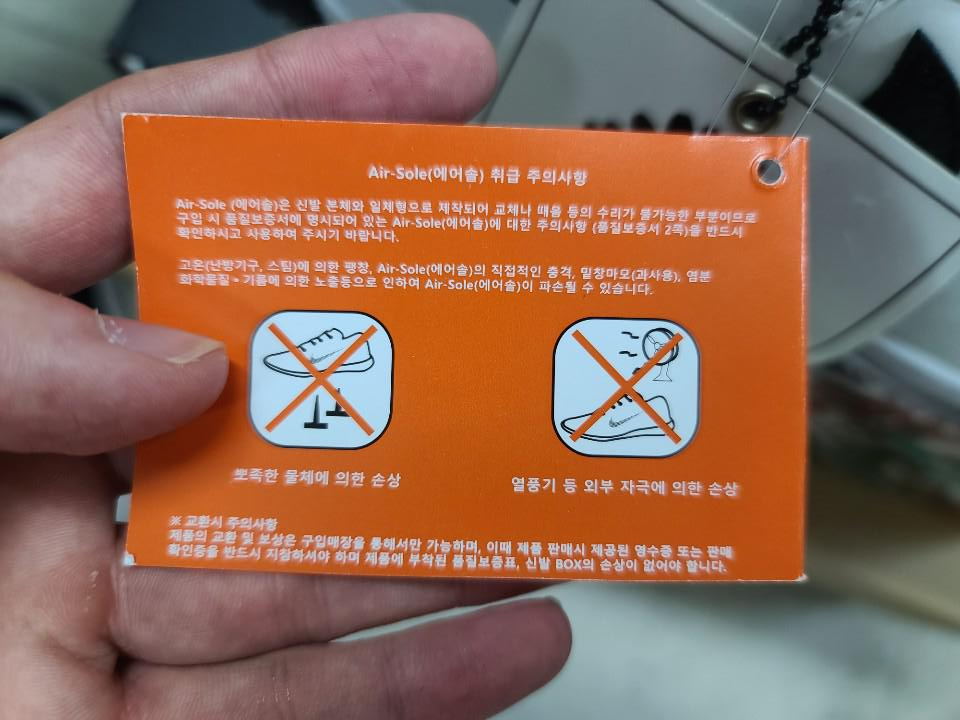 Air-Sole(에어솔) 취급 주의사항
Air-Sole (에어솔)은 신발 본체와 일체형으로 제작되어 교체나 때움 등의 수리가 불가능한 부분이므로
구입 시 품질보증서에 명시되어 있는 Air-Sole(에어솔)에 대한 주의사항 (품질보증서 2쪽)을 반드시
확인하시고 사용하여 주시기 바랍니다.
고온(난방기구, 스팀)에 의한 팽창, Air-Sole(에어솔)의 직접적인 충격, 밑창마모(과사용), 염분
화학물질·기름에 의한 노출등으로 인하여 Air-Sole(에어솔)이 파손될 수 있습니다.
뾰족한 물체에 의한 손상
열풍기 등 외부 자극에 의한 손상
※ 교환시 주의사항
제품의 교환 및 보상은 구입매장을 통해서만 가능하며, 이때 제품 판매시 제공된 영수증 또는 판매
확인증을 반드시 지참하셔야 하며 제품에 부착된 품질보증표, 신발 BOX의 손상이 없어야 합니다.